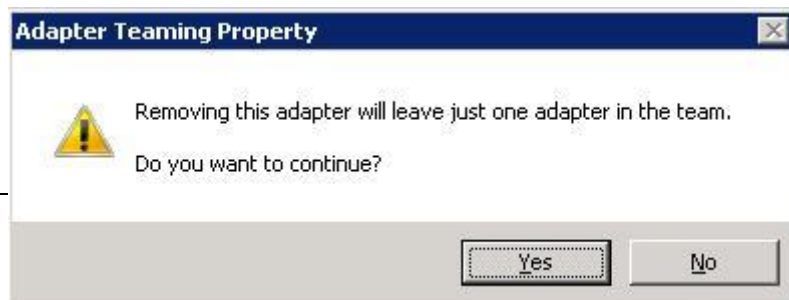 Adapter Teaming Property
Removing this adapter will leave just one adapter in the team.
Do you want to continue?
Yes No